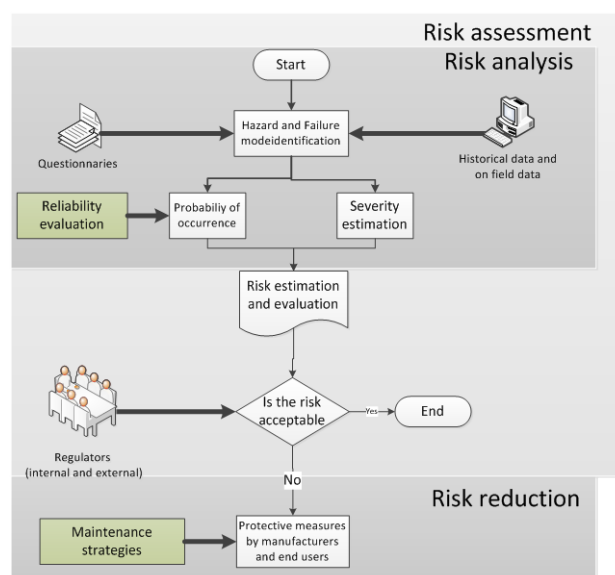 Risk assessment
Risk analysis
Start
Hazard and Failure
modeidentification
Questionnaries
Historical data and
on field data
Reliability
evaluation
Probabiliy of
occurrence
Severity
estimation
Risk estimation
and evaluation
Is the risk
acceptable
Yes
End
Regulators
(internal and external)
No
Risk reduction
Maintenance
strategies
Protective measures
by manufacturers
and end users